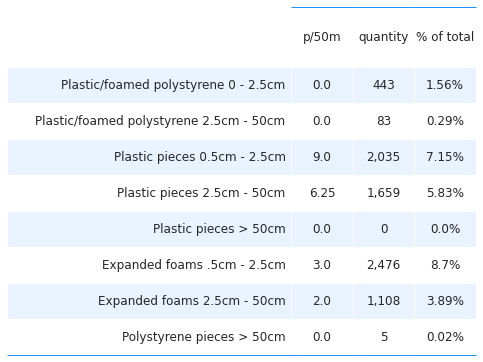 p/50m quantity % of total
Plastic/foamed polystyrene 0 - 2.5cm 0.0 443 1.56%
Plastic/foamed polystyrene 2.5cm - 50cm 0.0 83 0.29%
Plastic pieces 0.5cm - 2.5cm 9.0 2,035 7.15%
Plastic pieces 2.5cm - 50cm 6.25 1,659 5.83%
Plastic pieces > 50cm 0.0 0 0.0%
Expanded foams .5cm - 2.5cm 3.0 2,476 8.7%
Expanded foams 2.5cm - 50cm 2.0 1,108 3.89%
Polystyrene pieces > 50cm 0.0 5 0.02%